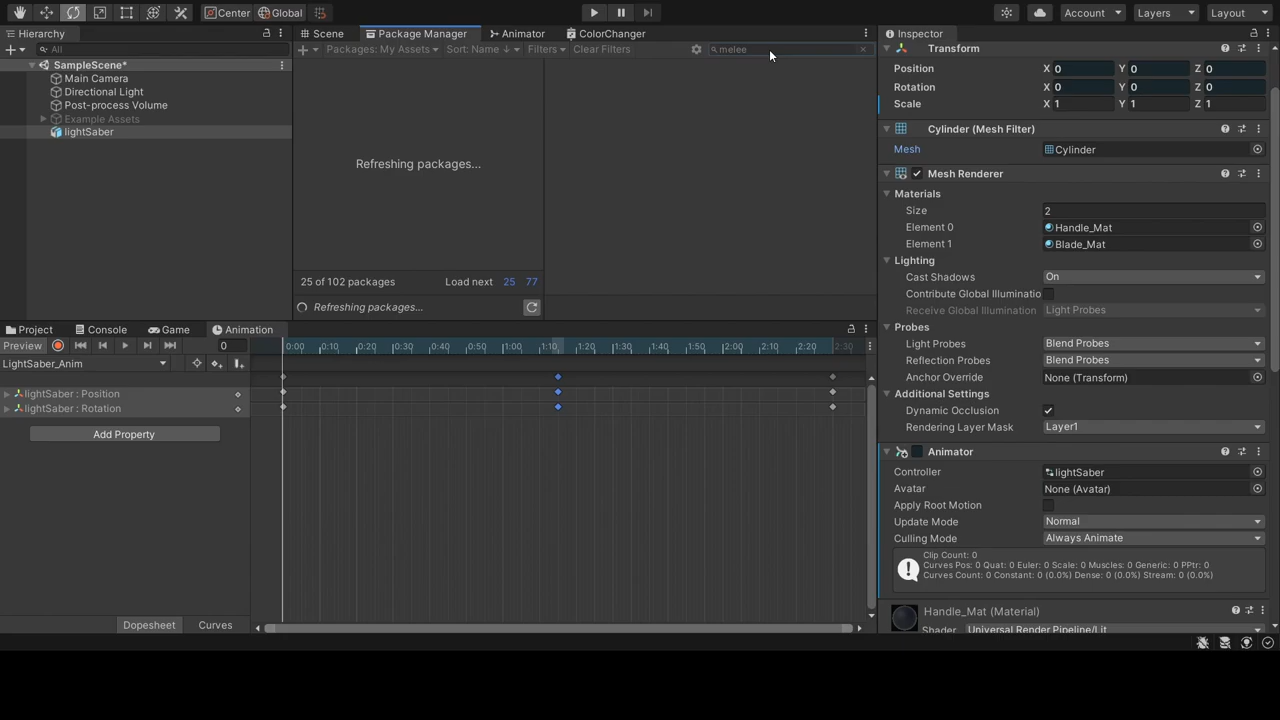 Center
Global
Account
Layers
Layout
Hierarchy
Scene
Package Manager
Animator
ColorChanger
Inspector
All
Packages: My Assets
Sort: Name ↓
Filters
Clear Filters
melee
Transform
SampleScene*
Main Camera
Directional Light
Post-process Volume
Example Assets
lightSaber
Refreshing packages...
25 of 102 packages
Load next
25
77
Refreshing packages...
Position
X 0
Y 0
Z 0
Rotation
X 0
Y 0
Z 0
Scale
X 1
Y 1
Z 1
Cylinder (Mesh Filter)
Mesh
Cylinder
Mesh Renderer
Materials
Size
2
Element 0
Handle_Mat
Element 1
Blade_Mat
Lighting
Cast Shadows
On
Contribute Global Illuminatio
Receive Global Illumination
Light Probes
Probes
Light Probes
Blend Probes
Reflection Probes
Blend Probes
Anchor Override
None (Transform)
Additional Settings
Dynamic Occlusion
Rendering Layer Mask
Layer1
Animator
Controller
lightSaber
Avatar
None (Avatar)
Apply Root Motion
Update Mode
Normal
Culling Mode
Always Animate
Clip Count: 0
Curves Pos: 0 Quat: 0 Euler: 0 Scale: 0 Muscles: 0 Generic: 0 PPtr: 0
Curves Count: 0 Constant: 0 (0.0%) Dense: 0 (0.0%) Stream: 0 (0.0%)
Handle_Mat (Material)
Shader
Universal Render Pipeline/Lit
Project
Console
Game
Animation
Preview
0
0:00
0:10
0:20
0:30
0:40
0:50
1:00
1:10
1:20
1:30
1:40
1:50
2:00
2:10
2:20
2:30
LightSaber_Anim
lightSaber : Position
lightSaber : Rotation
Add Property
Dopesheet
Curves